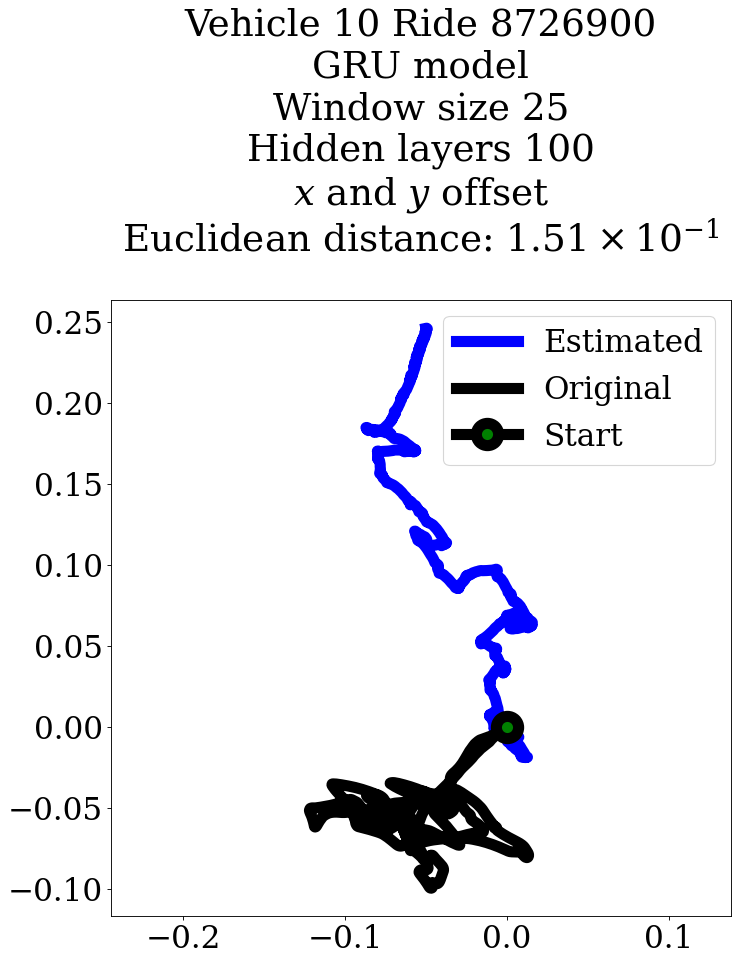 Vehicle 10 Ride 8726900
GRU model
Window size 25
Hidden layers 100
x and y offset
Euclidean distance: 1.51 × 10⁻¹
Estimated
Original
Start
0.25
0.20
0.15
0.10
0.05
0.00
−0.05
−0.10
−0.2 −0.1 0.0 0.1